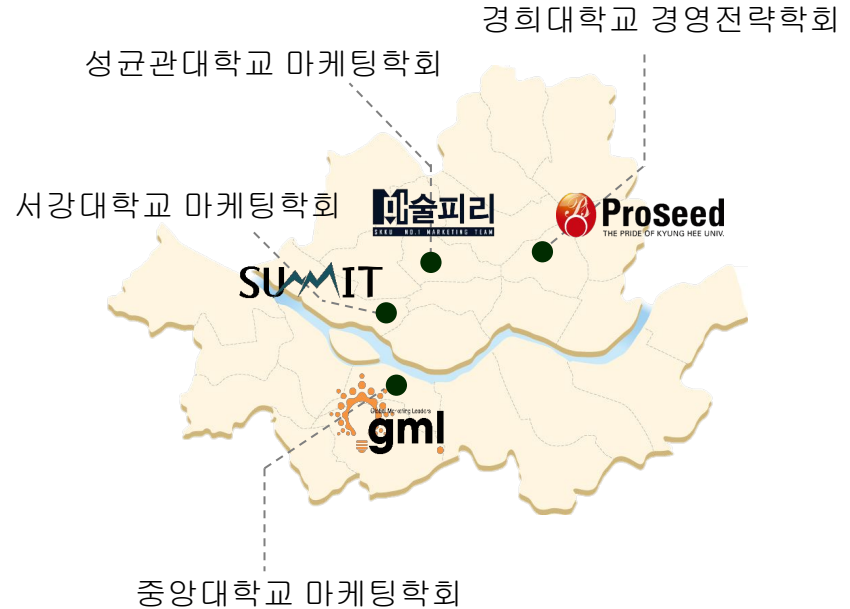 경희대학교 경영전략학회
성균관대학교 마케팅학회
서강대학교 마케팅학회
마술피리
SKKU NO.1 MARKETING TEAM
ProSeed
THE PRIDE OF KYUNG HEE UNIV.
SUMMIT
Global Marketing Leaders
gml
중앙대학교 마케팅학회